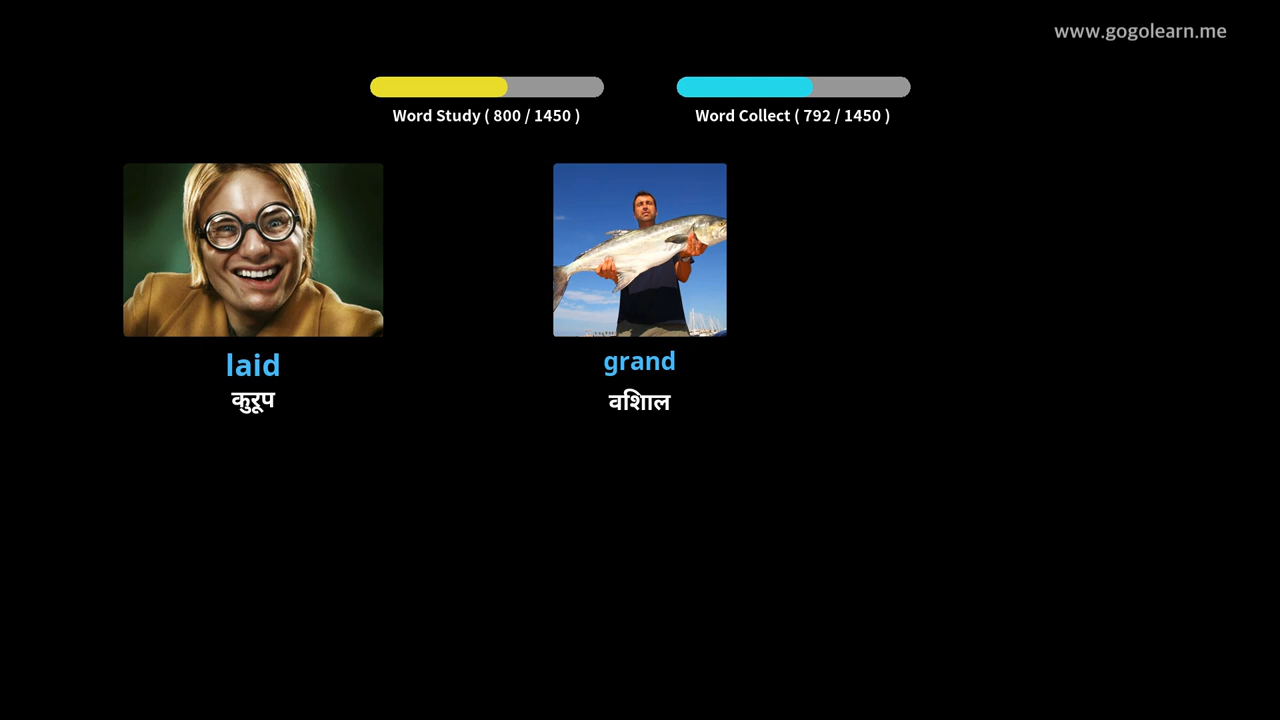 www.gogolearn.me
Word Study ( 800 / 1450 )
Word Collect ( 792 / 1450 )
laid
कुरूप
grand
वशिाल